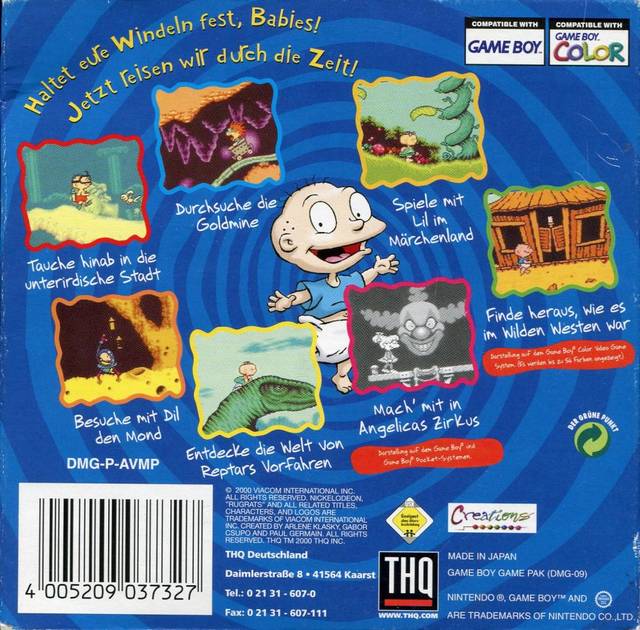 Haltet eure Windeln fest, Babies!
Jetzt reisen wir durch die Zeit!
COMPATIBLE WITH
GAME BOY.
COMPATIBLE WITH
GAME BOY.
COLOR
Tauche hinab in die
unterirdische Stadt
Durchsuche die
Goldmine
Spiele mit
Lil im
Märchenland
Finde heraus, wie es
im Wilden Westen war
Darstellung auf dem Game Boy® Color Video Game
System. (Es werden bis zu 56 Farben angezeigt.)
Besuche mit Dil
den Mond
Entdecke die Welt von
Reptars Vorfahren
Mach' mit in
Angelicas Zirkus
Darstellung auf dem Game Boy® und
Game Boy® Pocket-Systemen.
DER GRÜNE PUNKT
DMG-P-AVMP
4 005209 037327
© 2000 VIACOM INTERNATIONAL INC.
ALL RIGHTS RESERVED. NICKELODEON,
"RUGRATS" AND ALL RELATED TITLES,
CHARACTERS, AND LOGOS ARE
TRADEMARKS OF VIACOM INTERNATIONAL
INC. CREATED BY ARLENE KLASKY, GABOR
CSUPO AND PAUL GERMAIN. ALL RIGHTS
RESERVED. THQ TM 2000 THQ INC.
THQ Deutschland
Daimlerstraße 8 • 41564 Kaarst
Tel.: 0 21 31 - 607-0
Fax: 0 21 31 - 607-111
THQ
WWW.THQ.COM
Creations
MADE IN JAPAN
GAME BOY GAME PAK (DMG-09)
NINTENDO ®, GAME BOY™ AND
ARE TRADEMARKS OF NINTENDO CO.,LTD.